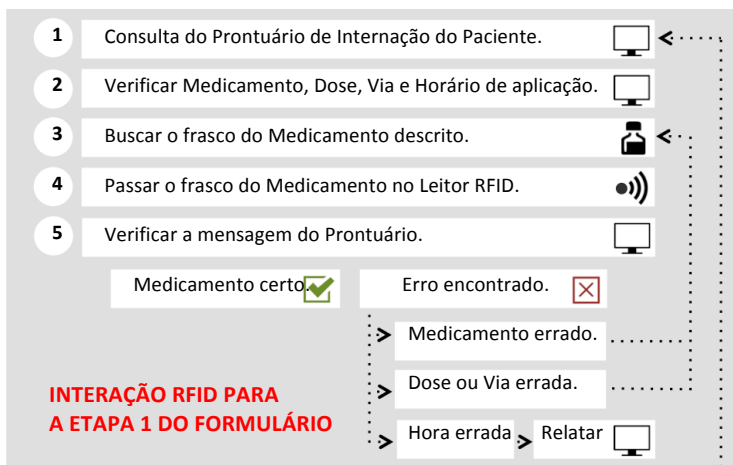 1 Consulta do Prontuário de Internação do Paciente.
2 Verificar Medicamento, Dose, Via e Horário de aplicação.
3 Buscar o frasco do Medicamento descrito.
4 Passar o frasco do Medicamento no Leitor RFID.
5 Verificar a mensagem do Prontuário.
Medicamento certo. Erro encontrado.
Medicamento errado.
Dose ou Via errada.
INTERAÇÃO RFID PARA
A ETAPA 1 DO FORMULÁRIO
Hora errada Relatar